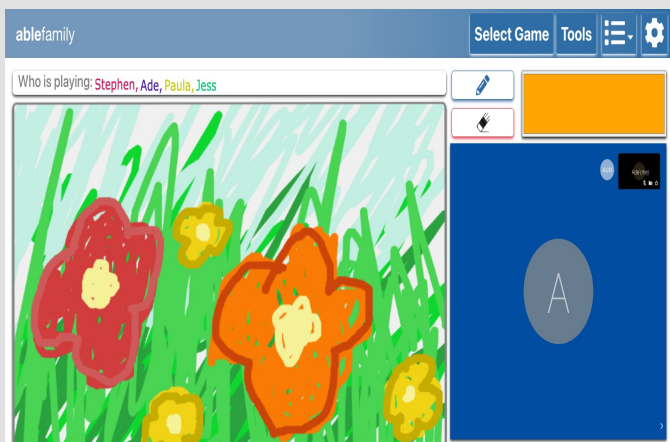 ablefamily
Select Game Tools
Who is playing: Stephen, Ade, Paula, Jess
A